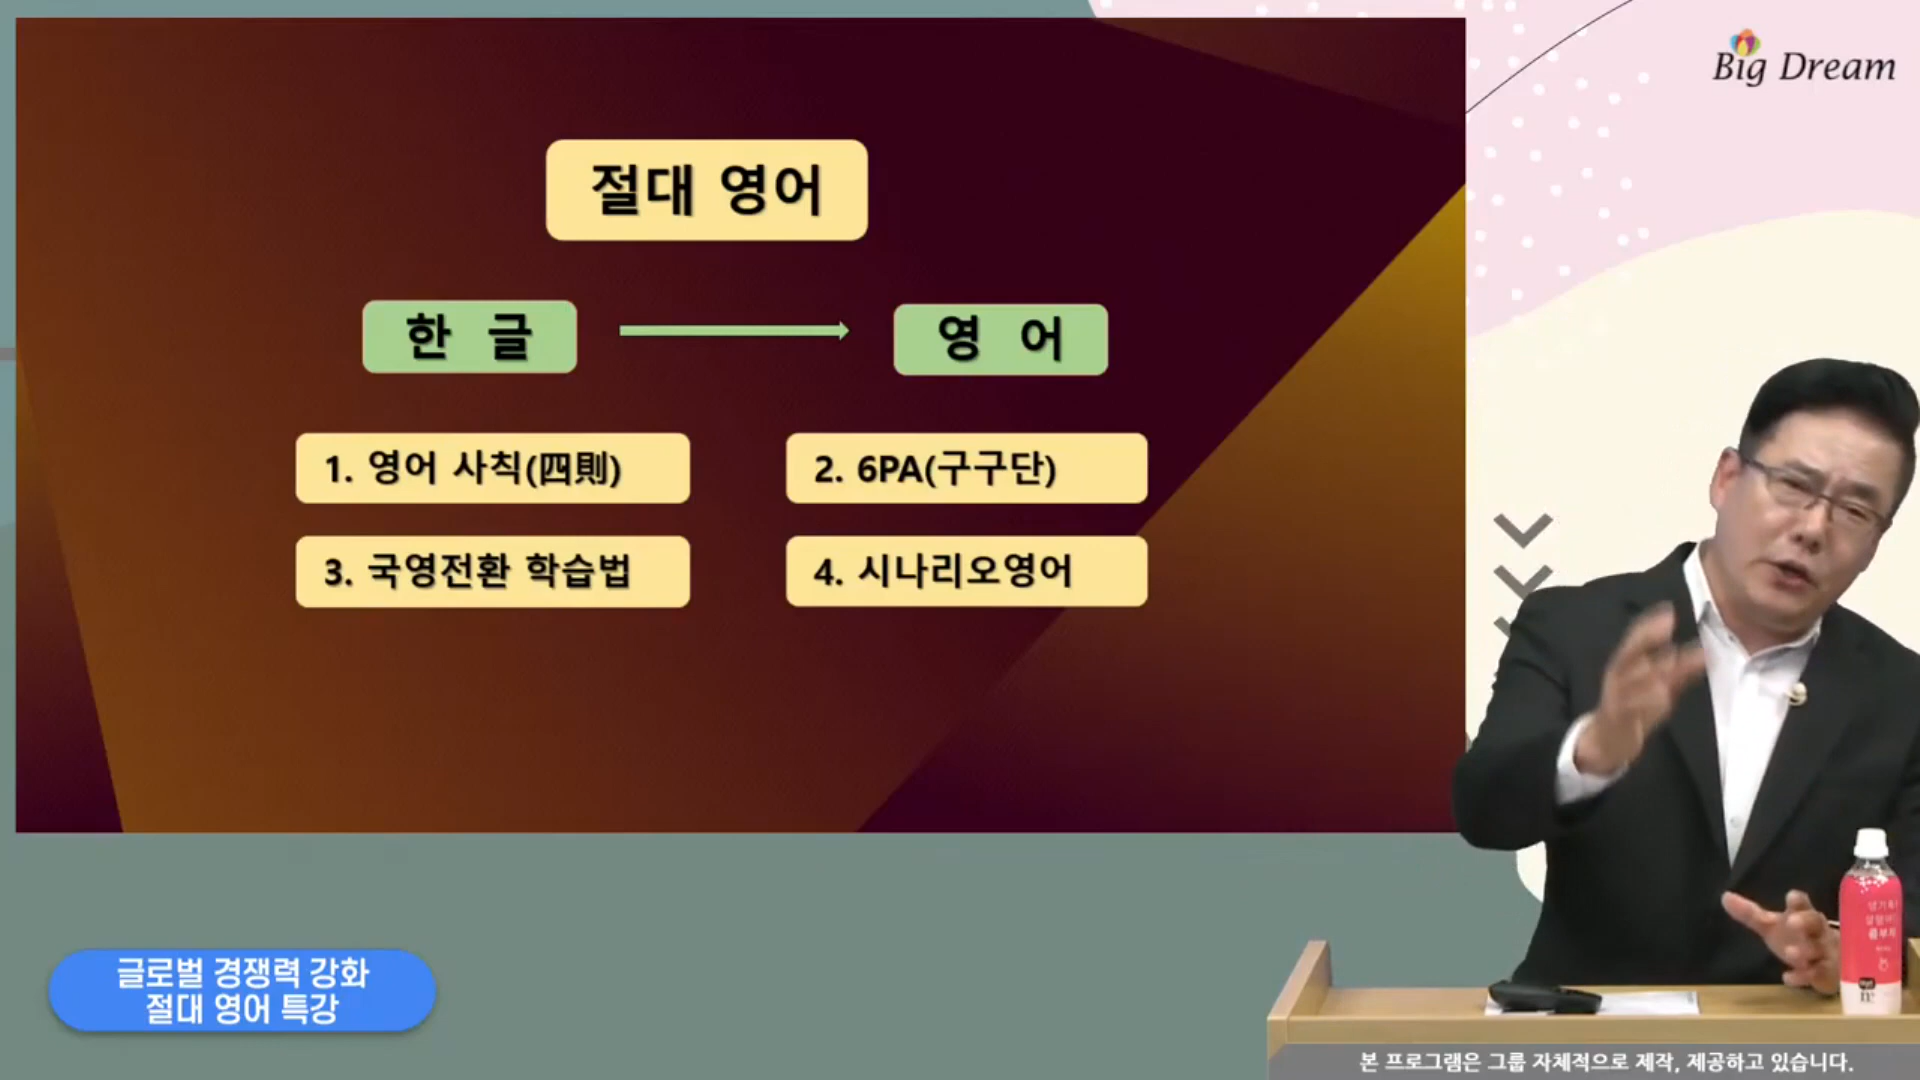 Big Dream
절대 영어
한 글
영 어
1. 영어 사칙(四則)
2. 6PA(구구단)
3. 국영전환 학습법
4. 시나리오영어
글로벌 경쟁력 강화
절대 영어 특강
본 프로그램은 그룹 자체적으로 제작, 제공하고 있습니다.